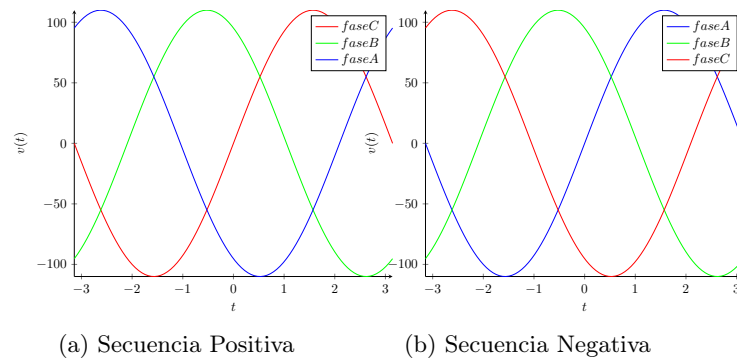 faseC
faseB
faseA
100
50
0
−50
−100
v(t)
−3
−2
−1
0
1
2
3
t
(a) Secuencia Positiva
faseA
faseB
faseC
100
50
0
−50
−100
v(t)
−3
−2
−1
0
1
2
3
t
(b) Secuencia Negativa